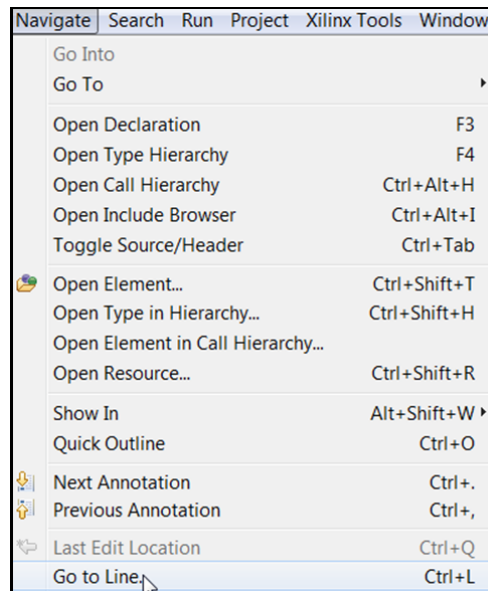 Navigate Search Run Project Xilinx Tools Window
Go Into
Go To
Open Declaration F3
Open Type Hierarchy F4
Open Call Hierarchy Ctrl+Alt+H
Open Include Browser Ctrl+Alt+I
Toggle Source/Header Ctrl+Tab
Open Element... Ctrl+Shift+T
Open Type in Hierarchy... Ctrl+Shift+H
Open Element in Call Hierarchy...
Open Resource... Ctrl+Shift+R
Show In Alt+Shift+W
Quick Outline Ctrl+O
Next Annotation Ctrl+.
Previous Annotation Ctrl+,
Last Edit Location Ctrl+Q
Go to Line. Ctrl+L